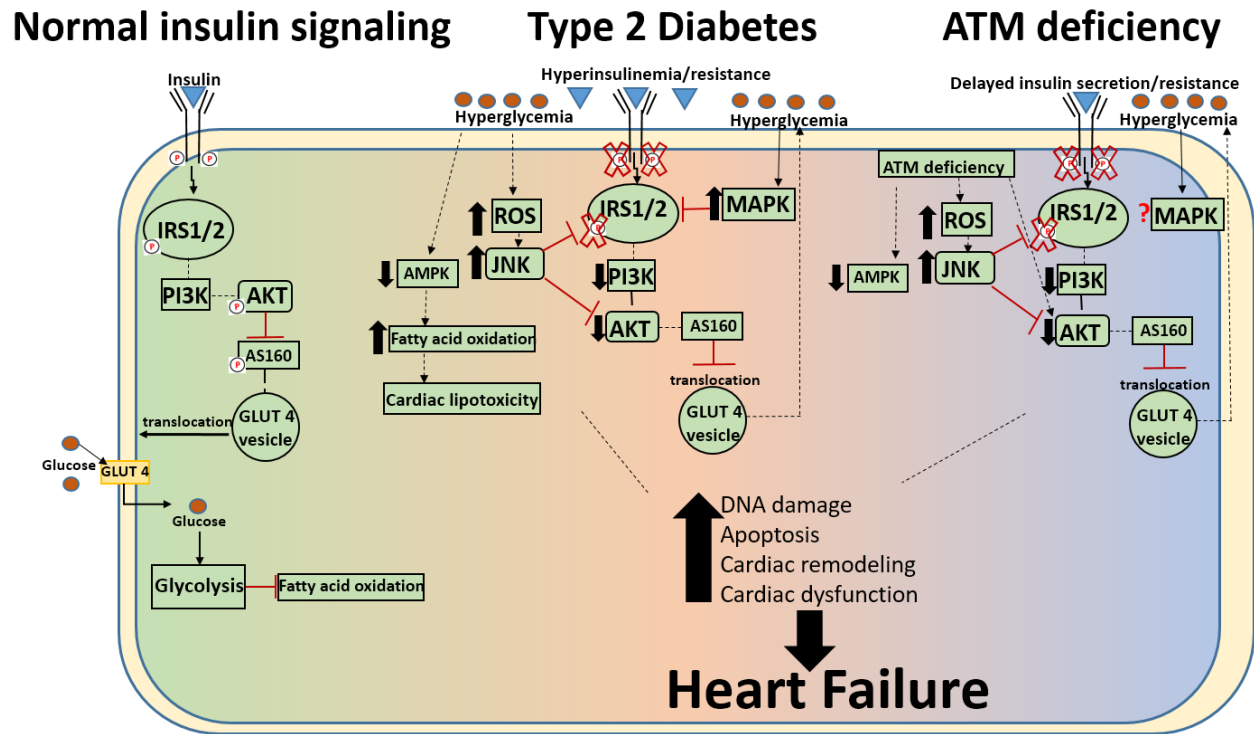 Normal insulin signaling
Type 2 Diabetes
ATM deficiency
Insulin
P
P
IRS1/2
P
PI3K
AKT
P
AS160
P
GLUT 4
vesicle
translocation
Glucose
GLUT 4
Glucose
Glycolysis
Fatty acid oxidation
Hyperinsulinemia/resistance
Hyperglycemia
Hyperglycemia
P
P
IRS1/2
P
MAPK
ROS
JNK
AMPK
PI3K
AKT
AS160
Fatty acid oxidation
Cardiac lipotoxicity
translocation
GLUT 4
vesicle
Delayed insulin secretion/resistance
Hyperglycemia
P
P
ATM deficiency
IRS1/2
P
? MAPK
ROS
JNK
AMPK
PI3K
AKT
AS160
translocation
GLUT 4
vesicle
DNA damage
Apoptosis
Cardiac remodeling
Cardiac dysfunction
Heart Failure